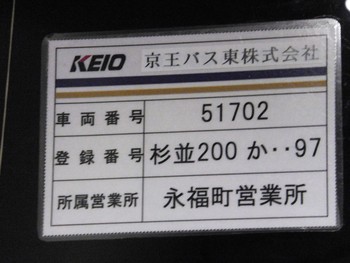 KEIO 京王バス東株式会社
車両番号 51702
登録番号 杉並200 か‥97
所属営業所 永福町営業所